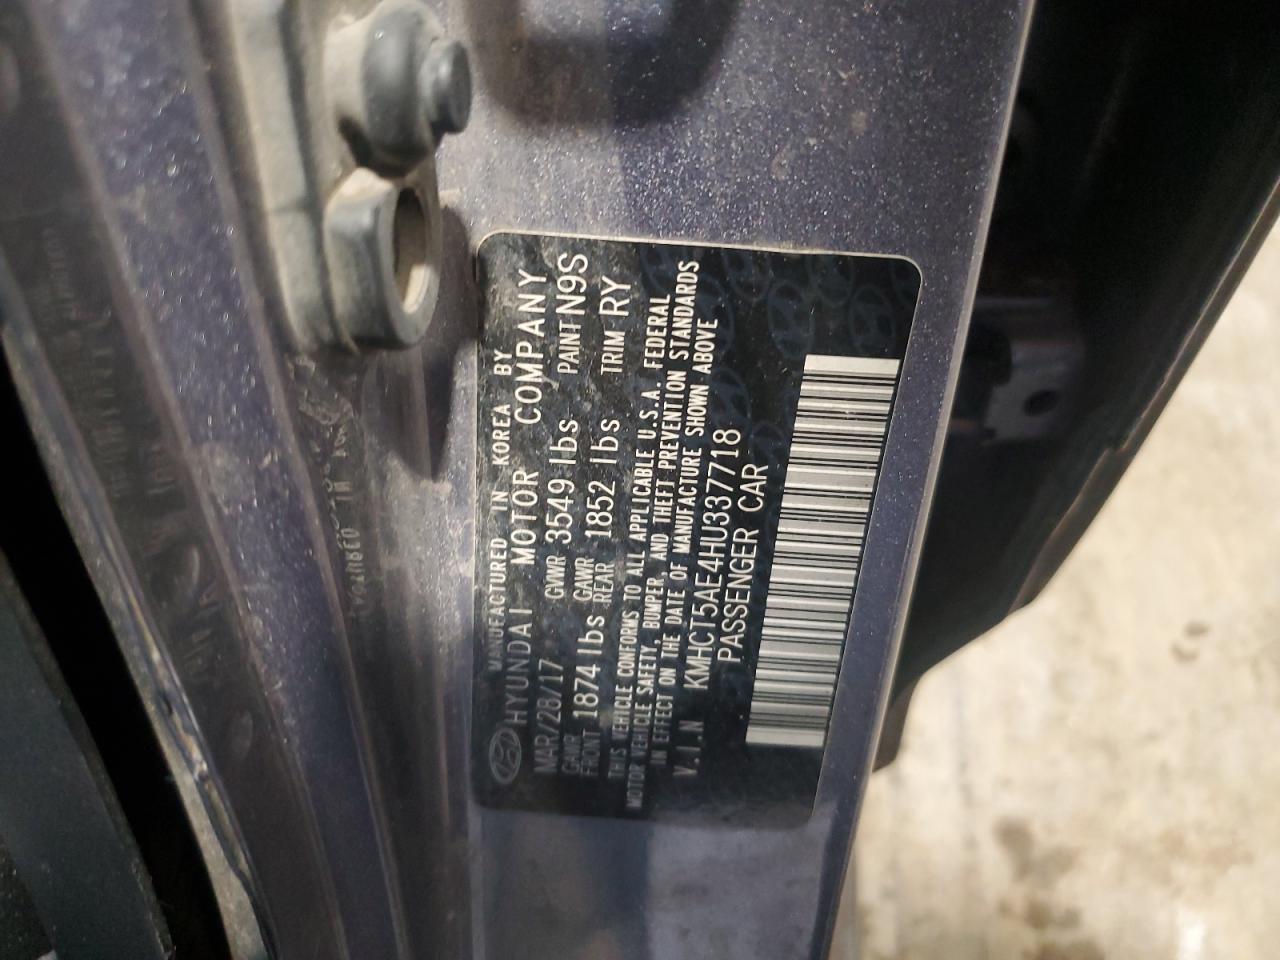 MANUFACTURED IN KOREA BY
HYUNDAI MOTOR COMPANY
MAR/28/17 GVWR 3549 lbs PAINT N9S
GAWR FRONT 1874 lbs GAWR REAR 1852 lbs TRIM RY
THIS VEHICLE CONFORMS TO ALL APPLICABLE U.S.A. FEDERAL
MOTOR VEHICLE SAFETY, BUMPER, AND THEFT PREVENTION STANDARDS
IN EFFECT ON THE DATE OF MANUFACTURE SHOWN ABOVE
V.I.N KMHCT5AE4HU337718
PASSENGER CAR